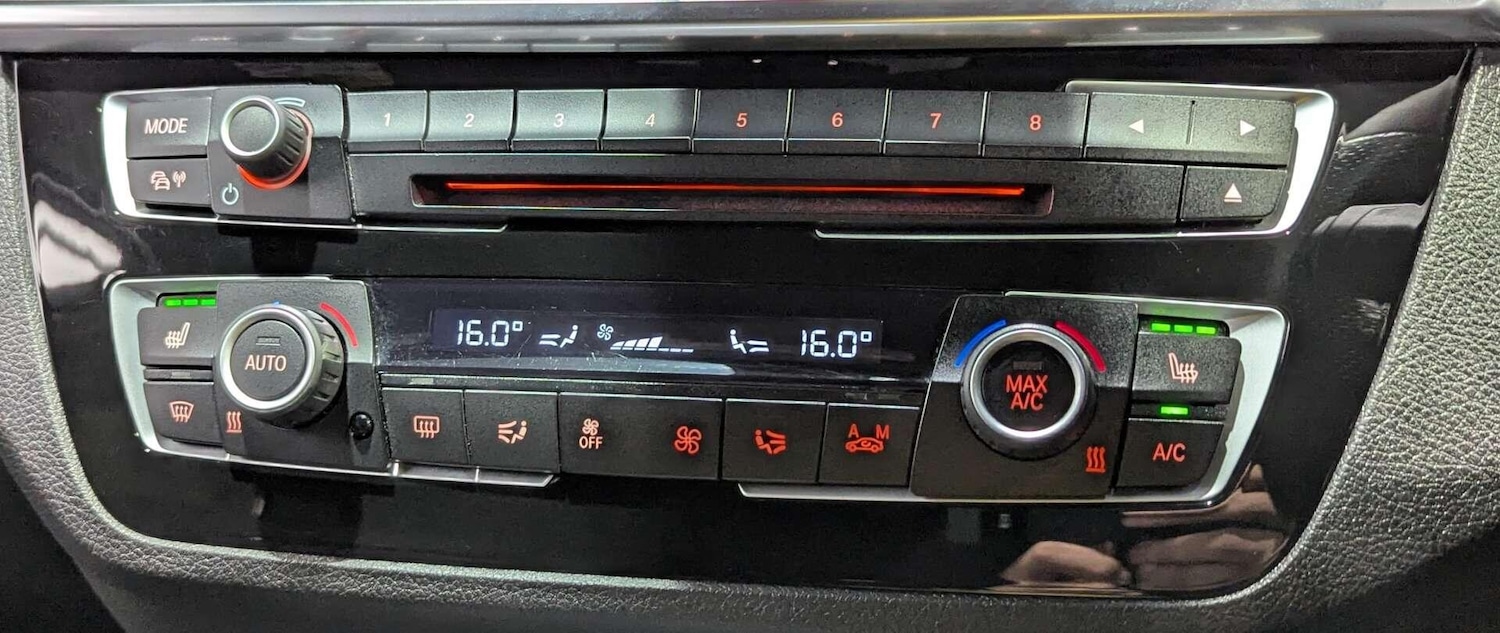 MODE
1 2 3 4 5 6 7 8
16.0° 16.0°
AUTO
MAX
A/C
OFF
A M
A/C